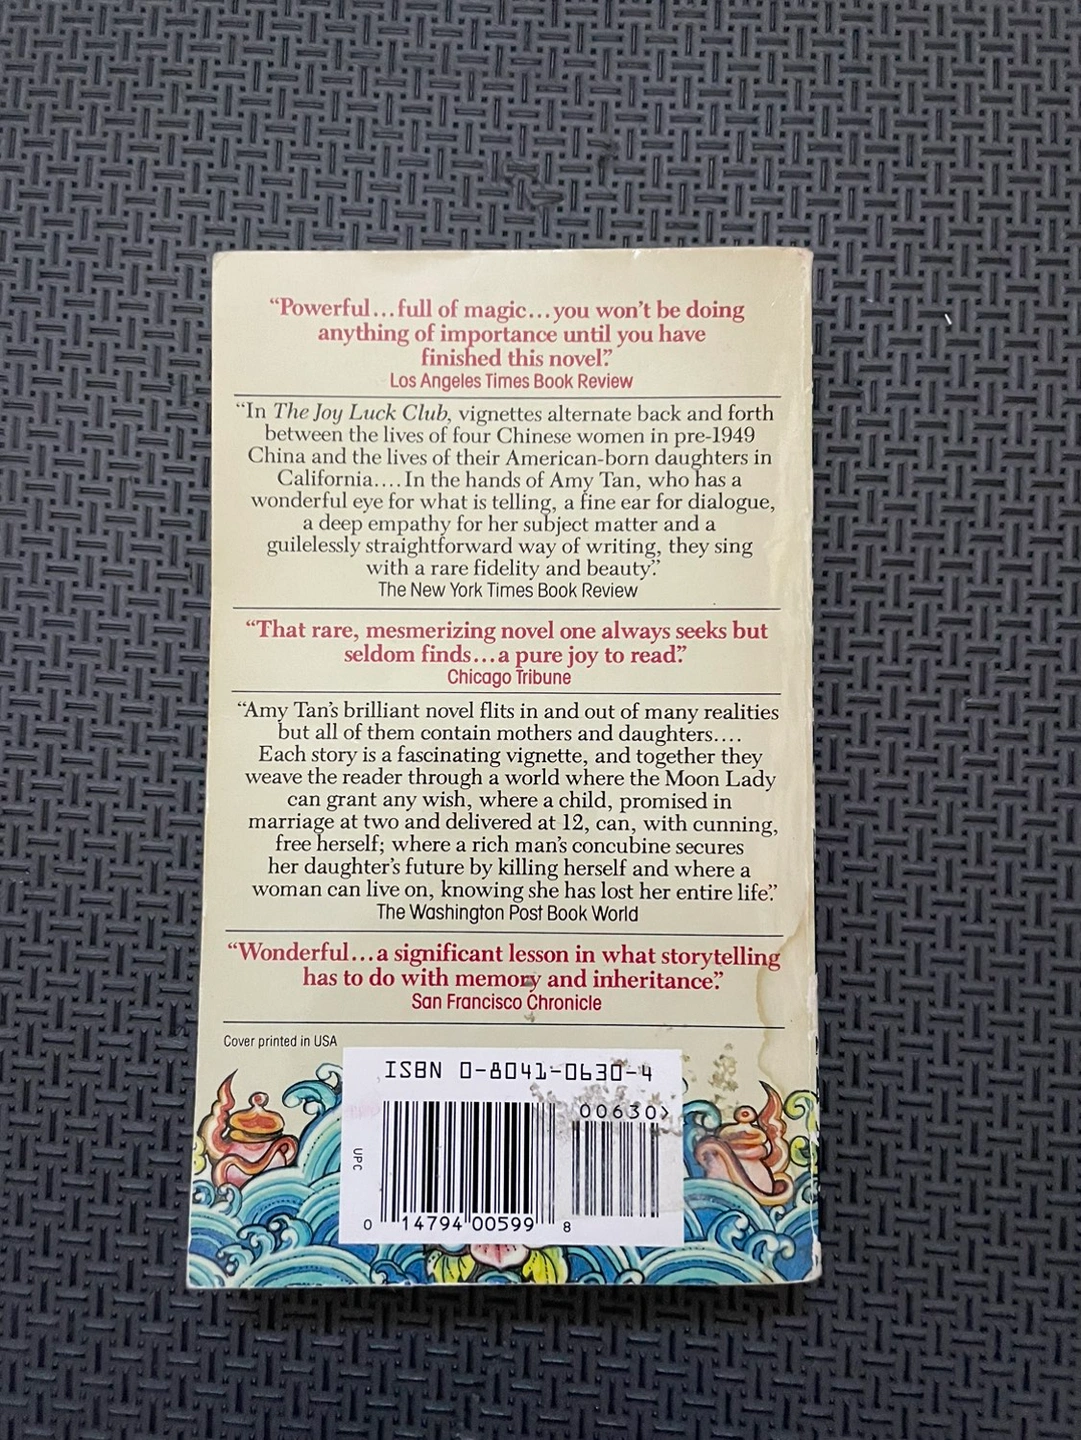 “Powerful...full of magic...you won’t be doing
anything of importance until you have
finished this novel.”
Los Angeles Times Book Review
“In The Joy Luck Club, vignettes alternate back and forth
between the lives of four Chinese women in pre-1949
China and the lives of their American-born daughters in
California....In the hands of Amy Tan, who has a
wonderful eye for what is telling, a fine ear for dialogue,
a deep empathy for her subject matter and a
guilelessly straightforward way of writing, they sing
with a rare fidelity and beauty.”
The New York Times Book Review
“That rare, mesmerizing novel one always seeks but
seldom finds...a pure joy to read.”
Chicago Tribune
“Amy Tan’s brilliant novel flits in and out of many realities
but all of them contain mothers and daughters....
Each story is a fascinating vignette, and together they
weave the reader through a world where the Moon Lady
can grant any wish, where a child, promised in
marriage at two and delivered at 12, can, with cunning,
free herself; where a rich man’s concubine secures
her daughter’s future by killing herself and where a
woman can live on, knowing she has lost her entire life.”
The Washington Post Book World
“Wonderful...a significant lesson in what storytelling
has to do with memory and inheritance.”
San Francisco Chronicle
Cover printed in USA
ISBN 0-8041-0630-4
00630>
UPC
0 14794 00599 8